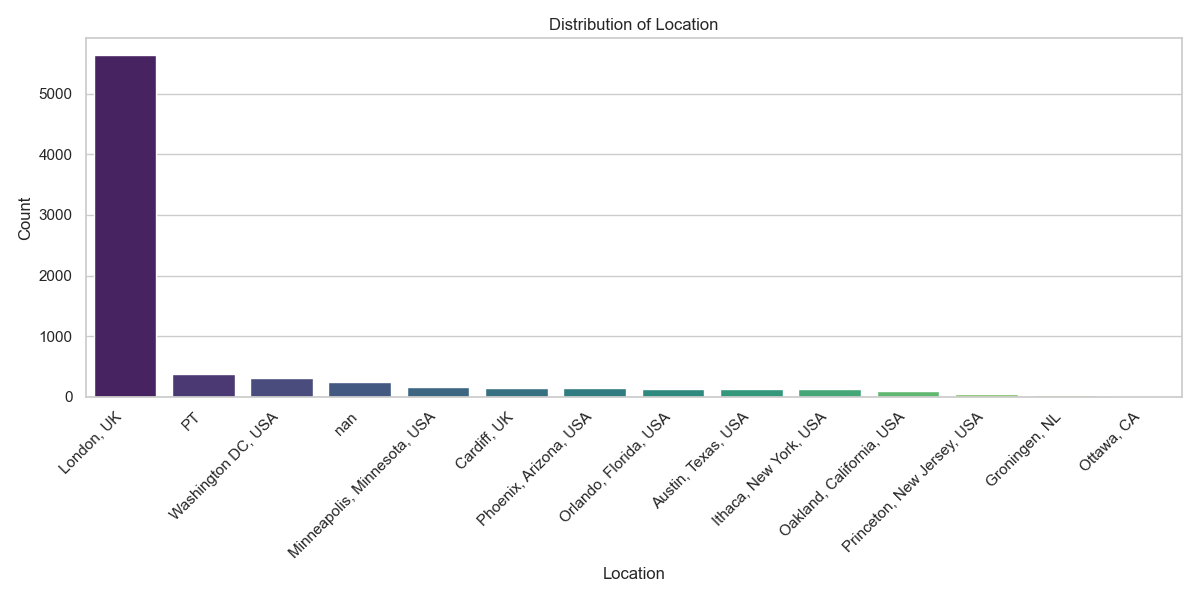 Distribution of Location
Count
5000
4000
3000
2000
1000
0
London, UK
PT
Washington DC, USA
nan
Minneapolis, Minnesota, USA
Cardiff, UK
Phoenix, Arizona, USA
Orlando, Florida, USA
Austin, Texas, USA
Ithaca, New York, USA
Oakland, California, USA
Princeton, New Jersey, USA
Groningen, NL
Ottawa, CA
Location